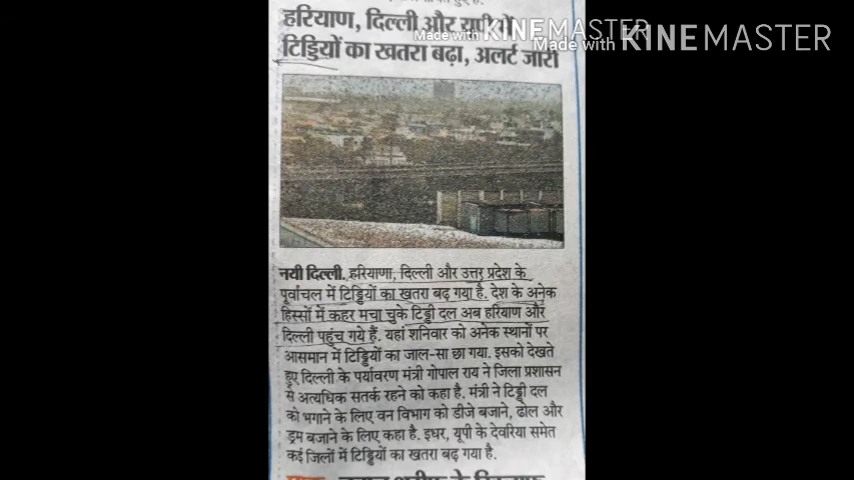 हरियाण, दिल्ली और यूपी में
टिड्डियों का खतरा बढ़ा, अलर्ट जारी
Made with KINEMASTER
Made with KINEMASTER
नयी दिल्ली. हरियाणा, दिल्ली और उत्तर प्रदेश के
पूर्वांचल में टिड्डियों का खतरा बढ़ गया है. देश के अनेक
हिस्सों में कहर मचा चुके टिड्डी दल अब हरियाण और
दिल्ली पहुंच गये हैं. यहां शनिवार को अनेक स्थानों पर
आसमान में टिड्डियों का जाल-सा छा गया. इसको देखते
हुए दिल्ली के पर्यावरण मंत्री गोपाल राय ने जिला प्रशासन
से अत्यधिक सतर्क रहने को कहा है. मंत्री ने टिड्डी दल
को भगाने के लिए वन विभाग को डीजे बजाने, ढोल और
ड्रम बजाने के लिए कहा है. इधर, यूपी के देवरिया समेत
कई जिलों में टिड्डियों का खतरा बढ़ गया है.